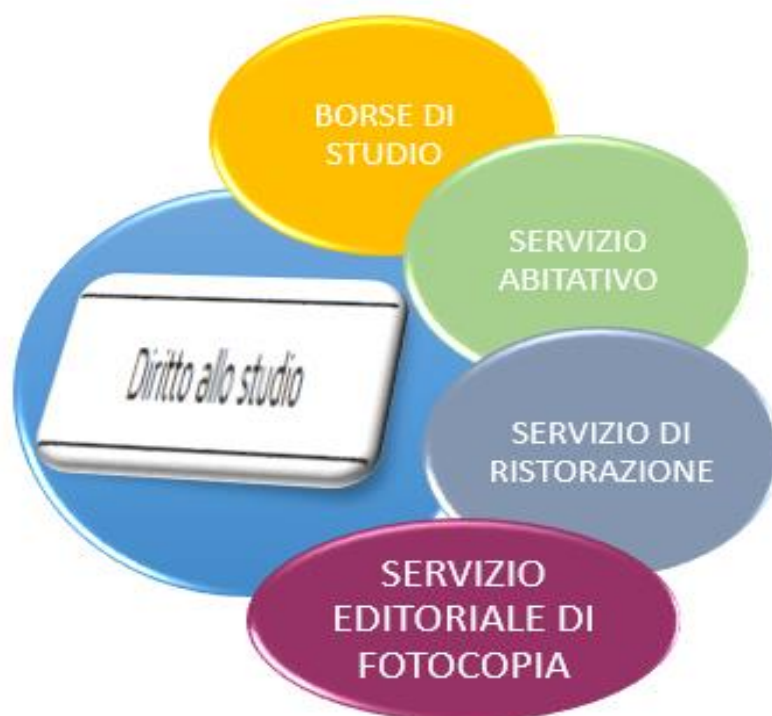 BORSE DI
STUDIO
SERVIZIO
ABITATIVO
Diritto allo studio
SERVIZIO DI
RISTORAZIONE
SERVIZIO
EDITORIALE DI
FOTOCOPIA